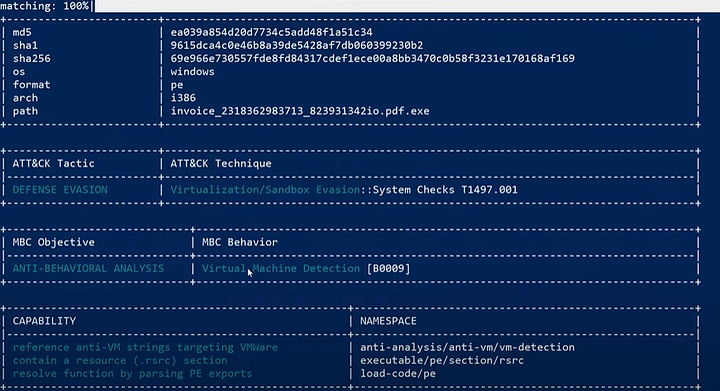 matching: 100%
md5 ea039a854d20d7734c5add48f1a51c34
sha1 9615dca4c0e46b8a39de5428af7db060399230b2
sha256 69e966e730557fde8fd84317cdef1ece00a8bb3470c0b58f3231e170168af169
os windows
format pe
arch i386
path invoice_2318362983713_823931342io.pdf.exe
ATT&CK Tactic ATT&CK Technique
DEFENSE EVASION Virtualization/Sandbox Evasion::System Checks T1497.001
MBC Objective MBC Behavior
ANTI-BEHAVIORAL ANALYSIS Virtual Machine Detection [B0009]
CAPABILITY NAMESPACE
reference anti-VM strings targeting VMWare anti-analysis/anti-vm/vm-detection
contain a resource (.rsrc) section executable/pe/section/rsrc
resolve function by parsing PE exports load-code/pe